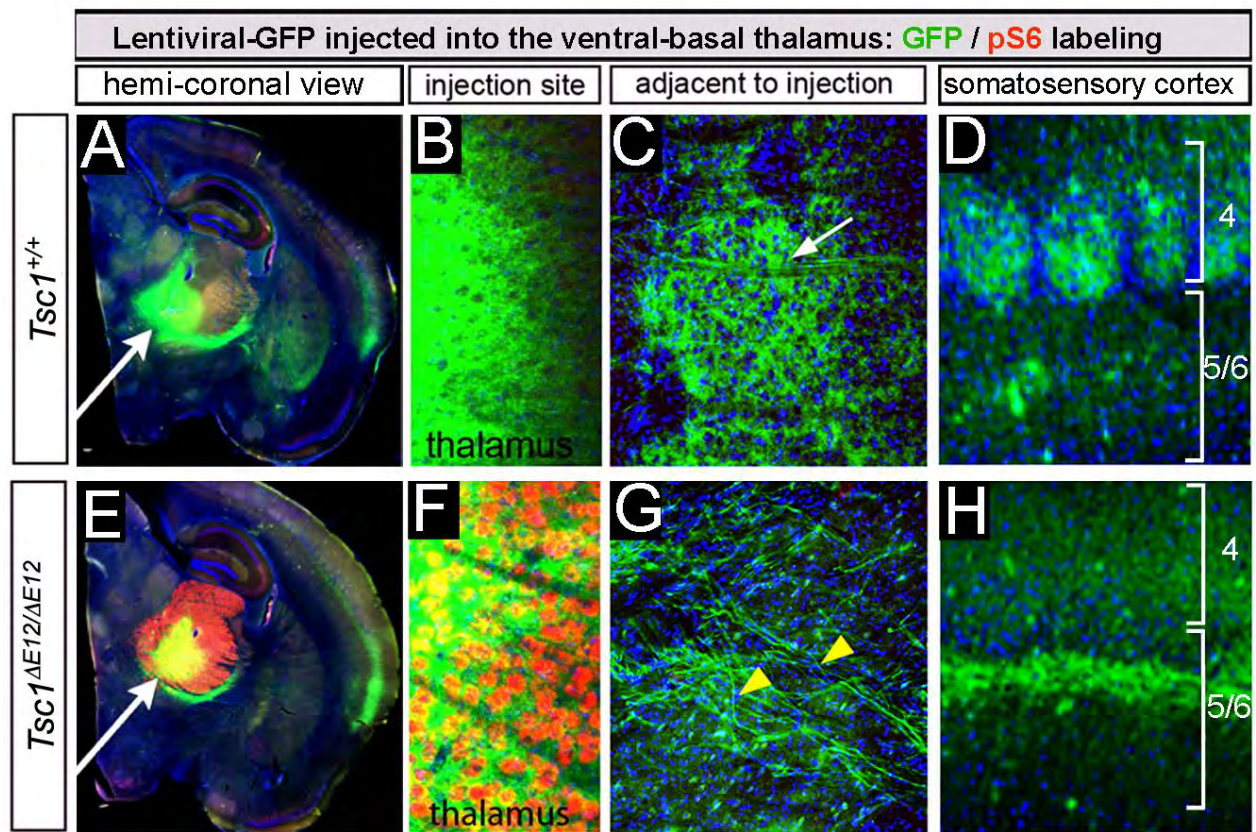 Lentiviral-GFP injected into the ventral-basal thalamus: GFP / pS6 labeling
hemi-coronal view
injection site
adjacent to injection
somatosensory cortex
Tsc1+/+
A
B
thalamus
C
D
4
5/6
Tsc1ΔE12/ΔE12
E
F
thalamus
G
H
4
5/6